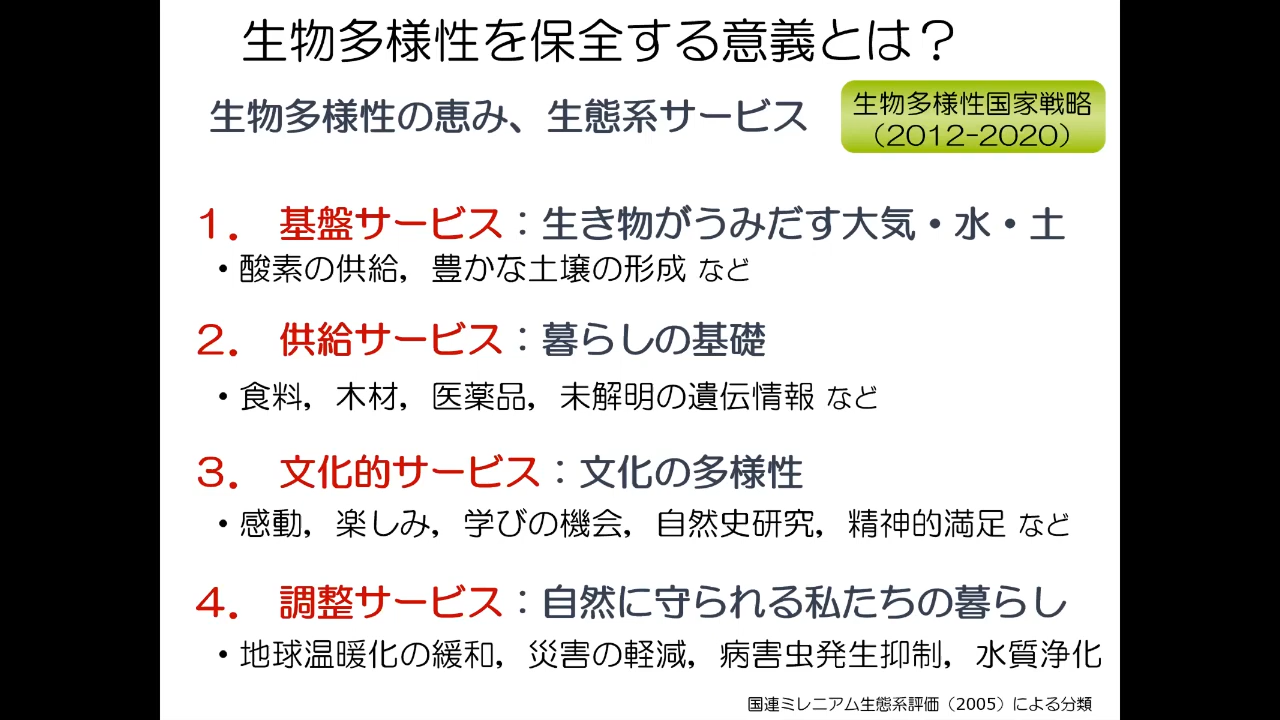 生物多様性を保全する意義とは？
生物多様性の恵み、生態系サービス
生物多様性国家戦略
（2012-2020）
１． 基盤サービス：生き物がうみだす大気・水・土
・酸素の供給，豊かな土壌の形成 など
２． 供給サービス：暮らしの基礎
・食料，木材，医薬品，未解明の遺伝情報 など
３． 文化的サービス：文化の多様性
・感動，楽しみ，学びの機会，自然史研究，精神的満足 など
４． 調整サービス：自然に守られる私たちの暮らし
・地球温暖化の緩和，災害の軽減，病害虫発生抑制，水質浄化
国連ミレニアム生態系評価（2005）による分類